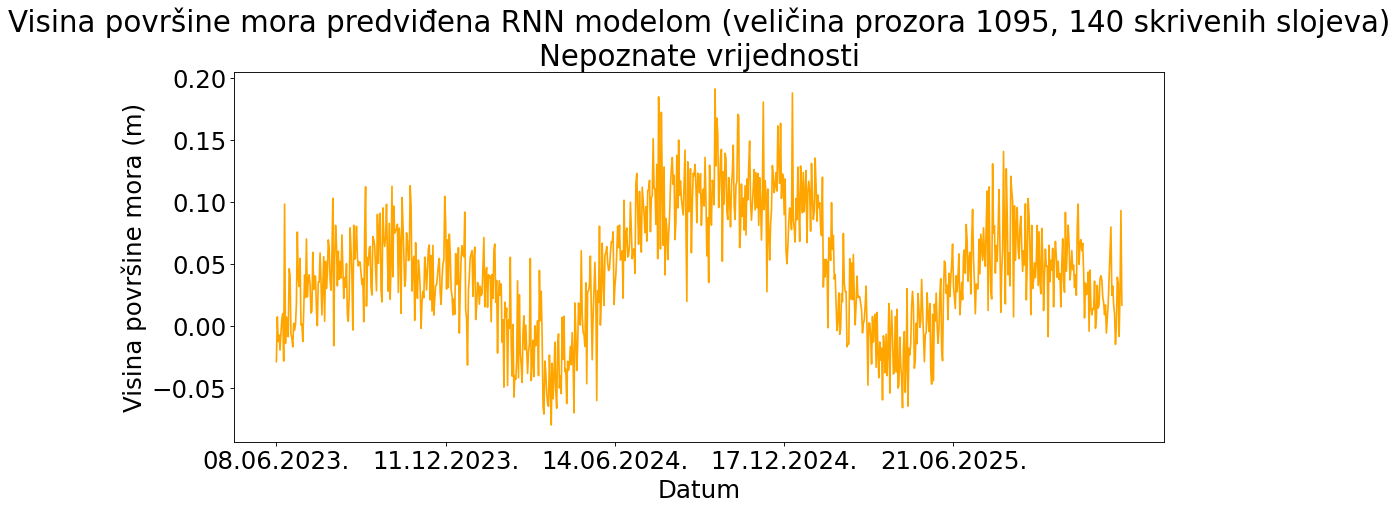 Visina površine mora predviđena RNN modelom (veličina prozora 1095, 140 skrivenih slojeva)
Nepoznate vrijednosti
Visina površine mora (m)
0.20
0.15
0.10
0.05
0.00
−0.05
08.06.2023. 11.12.2023. 14.06.2024. 17.12.2024. 21.06.2025.
Datum